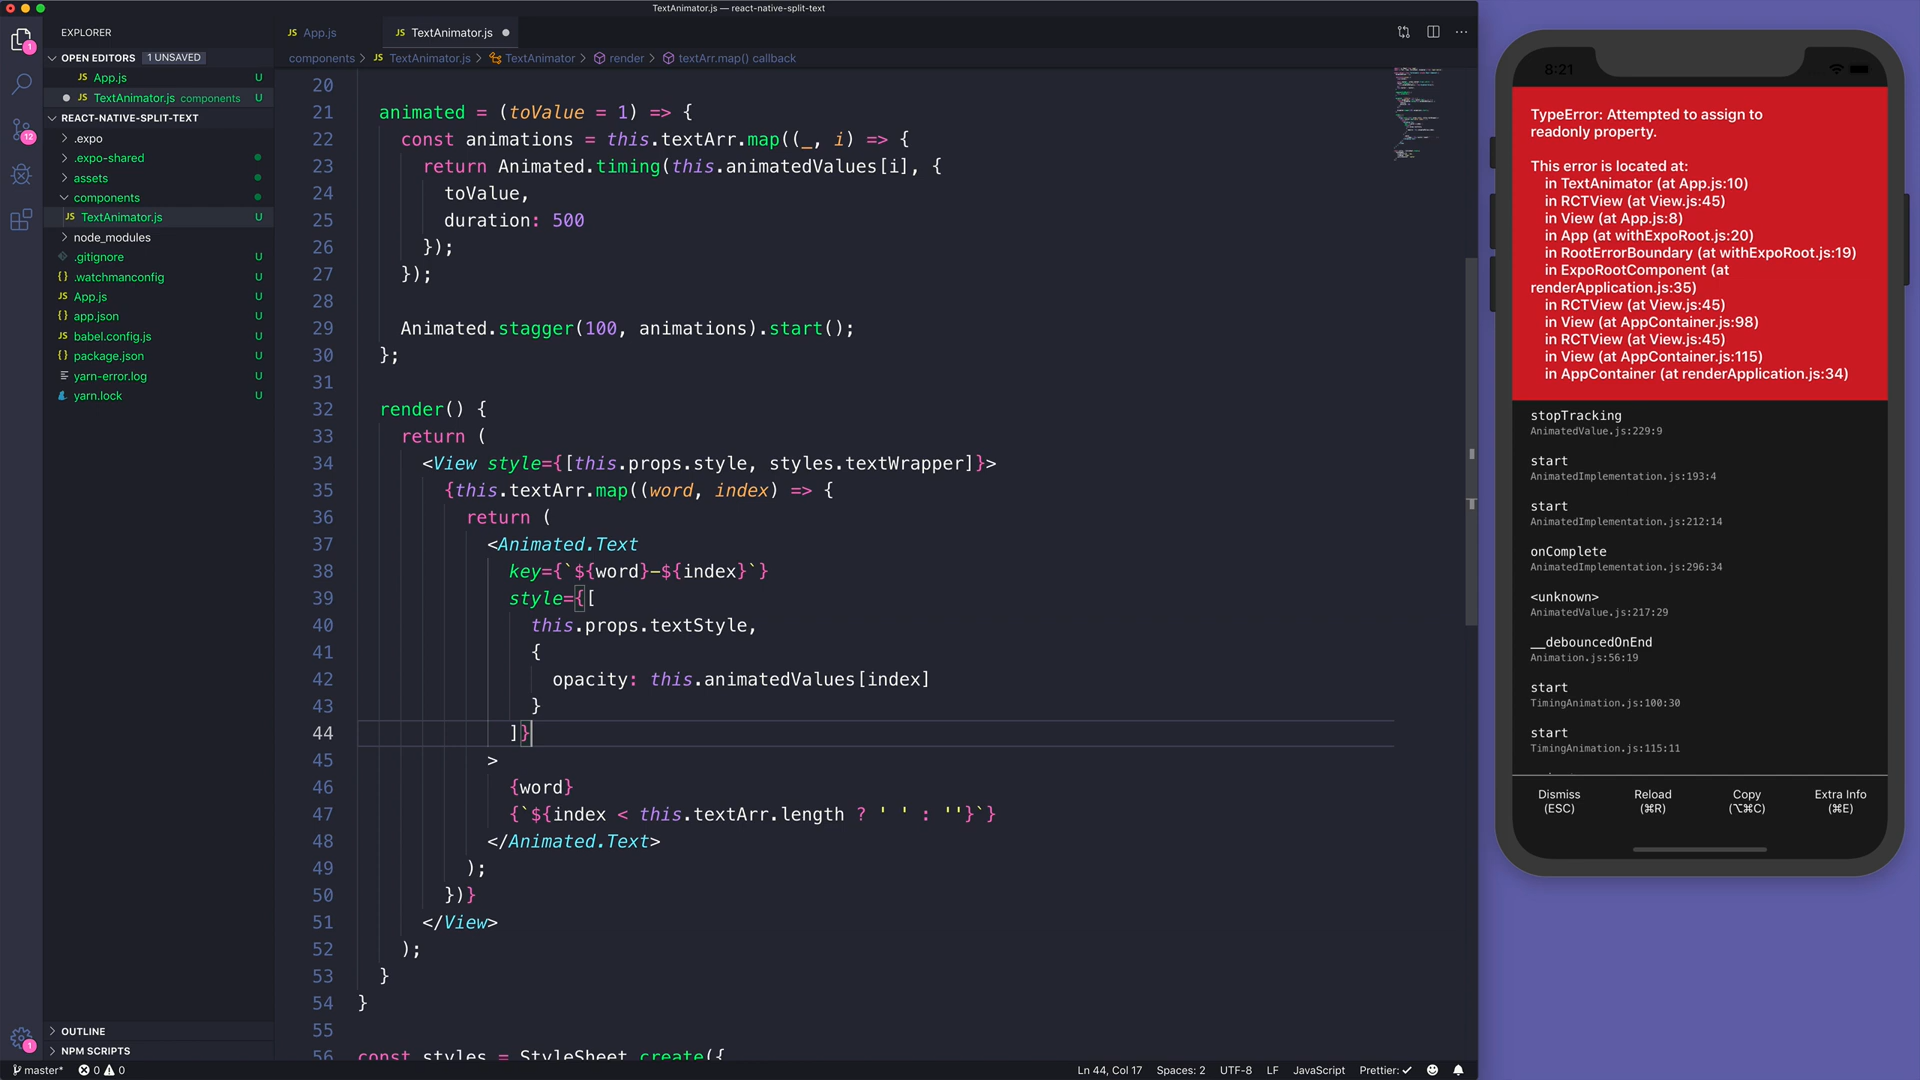 TextAnimator.js — react-native-split-text
EXPLORER
OPEN EDITORS 1 UNSAVED
JS App.js U
JS TextAnimator.js components U
REACT-NATIVE-SPLIT-TEXT
.expo
.expo-shared
assets
components
JS TextAnimator.js U
node_modules
.gitignore U
{} .watchmanconfig U
JS App.js U
{} app.json U
JS babel.config.js U
{} package.json U
yarn-error.log U
yarn.lock U
OUTLINE
NPM SCRIPTS
1
12
1
JS App.js
JS TextAnimator.js
components > JS TextAnimator.js > TextAnimator > render > textArr.map() callback
20
21 animated = (toValue = 1) => {
22 const animations = this.textArr.map((_, i) => {
23 return Animated.timing(this.animatedValues[i], {
24 toValue,
25 duration: 500
26 });
27 });
28
29 Animated.stagger(100, animations).start();
30 };
31
32 render() {
33 return (
34 <View style={[this.props.style, styles.textWrapper]}>
35 {this.textArr.map((word, index) => {
36 return (
37 <Animated.Text
38 key={`${word}-${index}`}
39 style={[
40 this.props.textStyle,
41 {
42 opacity: this.animatedValues[index]
43 }
44 ]}
45 >
46 {word}
47 {`${index < this.textArr.length ? ' ' : ''}`}
48 </Animated.Text>
49 );
50 })}
51 </View>
52 );
53 }
54 }
55
56 const styles = StyleSheet.create({
master* 0 0
Ln 44, Col 17 Spaces: 2 UTF-8 LF JavaScript Prettier: ✓
8:21
TypeError: Attempted to assign to
readonly property.
This error is located at:
in TextAnimator (at App.js:10)
in RCTView (at View.js:45)
in View (at App.js:8)
in App (at withExpoRoot.js:20)
in RootErrorBoundary (at withExpoRoot.js:19)
in ExpoRootComponent (at
renderApplication.js:35)
in RCTView (at View.js:45)
in View (at AppContainer.js:98)
in RCTView (at View.js:45)
in View (at AppContainer.js:115)
in AppContainer (at renderApplication.js:34)
stopTracking
AnimatedValue.js:229:9
start
AnimatedImplementation.js:193:4
start
AnimatedImplementation.js:212:14
onComplete
AnimatedImplementation.js:296:34
<unknown>
AnimatedValue.js:217:29
__debouncedOnEnd
Animation.js:56:19
start
TimingAnimation.js:100:30
start
TimingAnimation.js:115:11
Dismiss (ESC)
Reload (⌘R)
Copy (⌥⌘C)
Extra Info (⌘E)